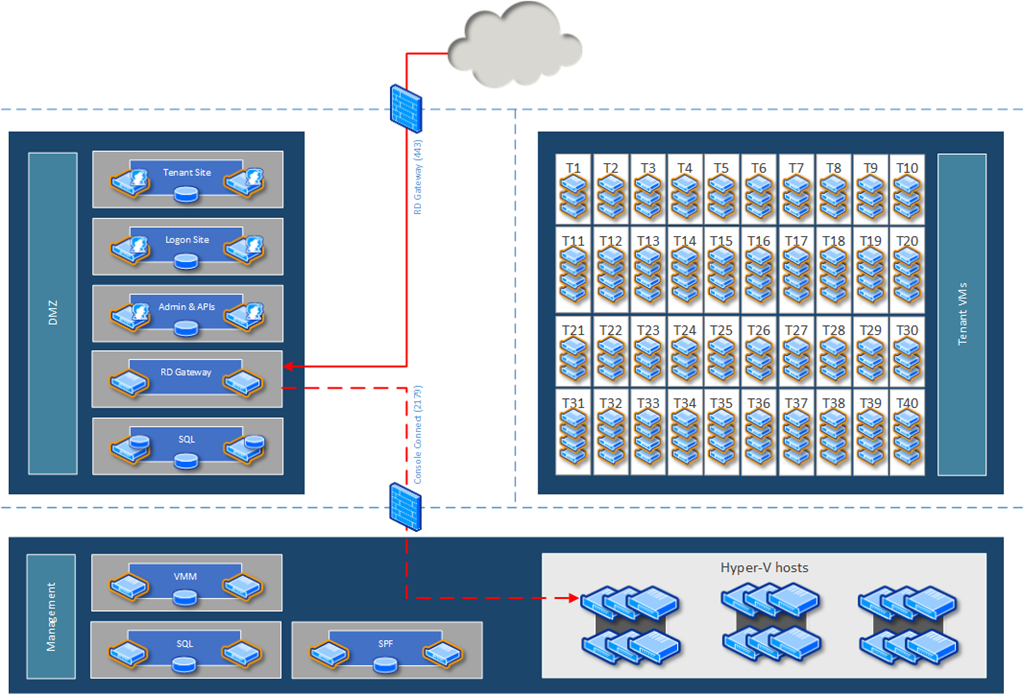 RD Gateway (443)
DMZ
Tenant Site
Logon Site
Admin & APIs
RD Gateway
SQL
Console Connect (2179)
T1 T2 T3 T4 T5 T6 T7 T8 T9 T10
T11 T12 T13 T14 T15 T16 T17 T18 T19 T20
T21 T22 T23 T24 T25 T26 T27 T28 T29 T30
T31 T32 T33 T34 T35 T36 T37 T38 T39 T40
Tenant VMs
Management
VMM
SQL
SPF
Hyper-V hosts